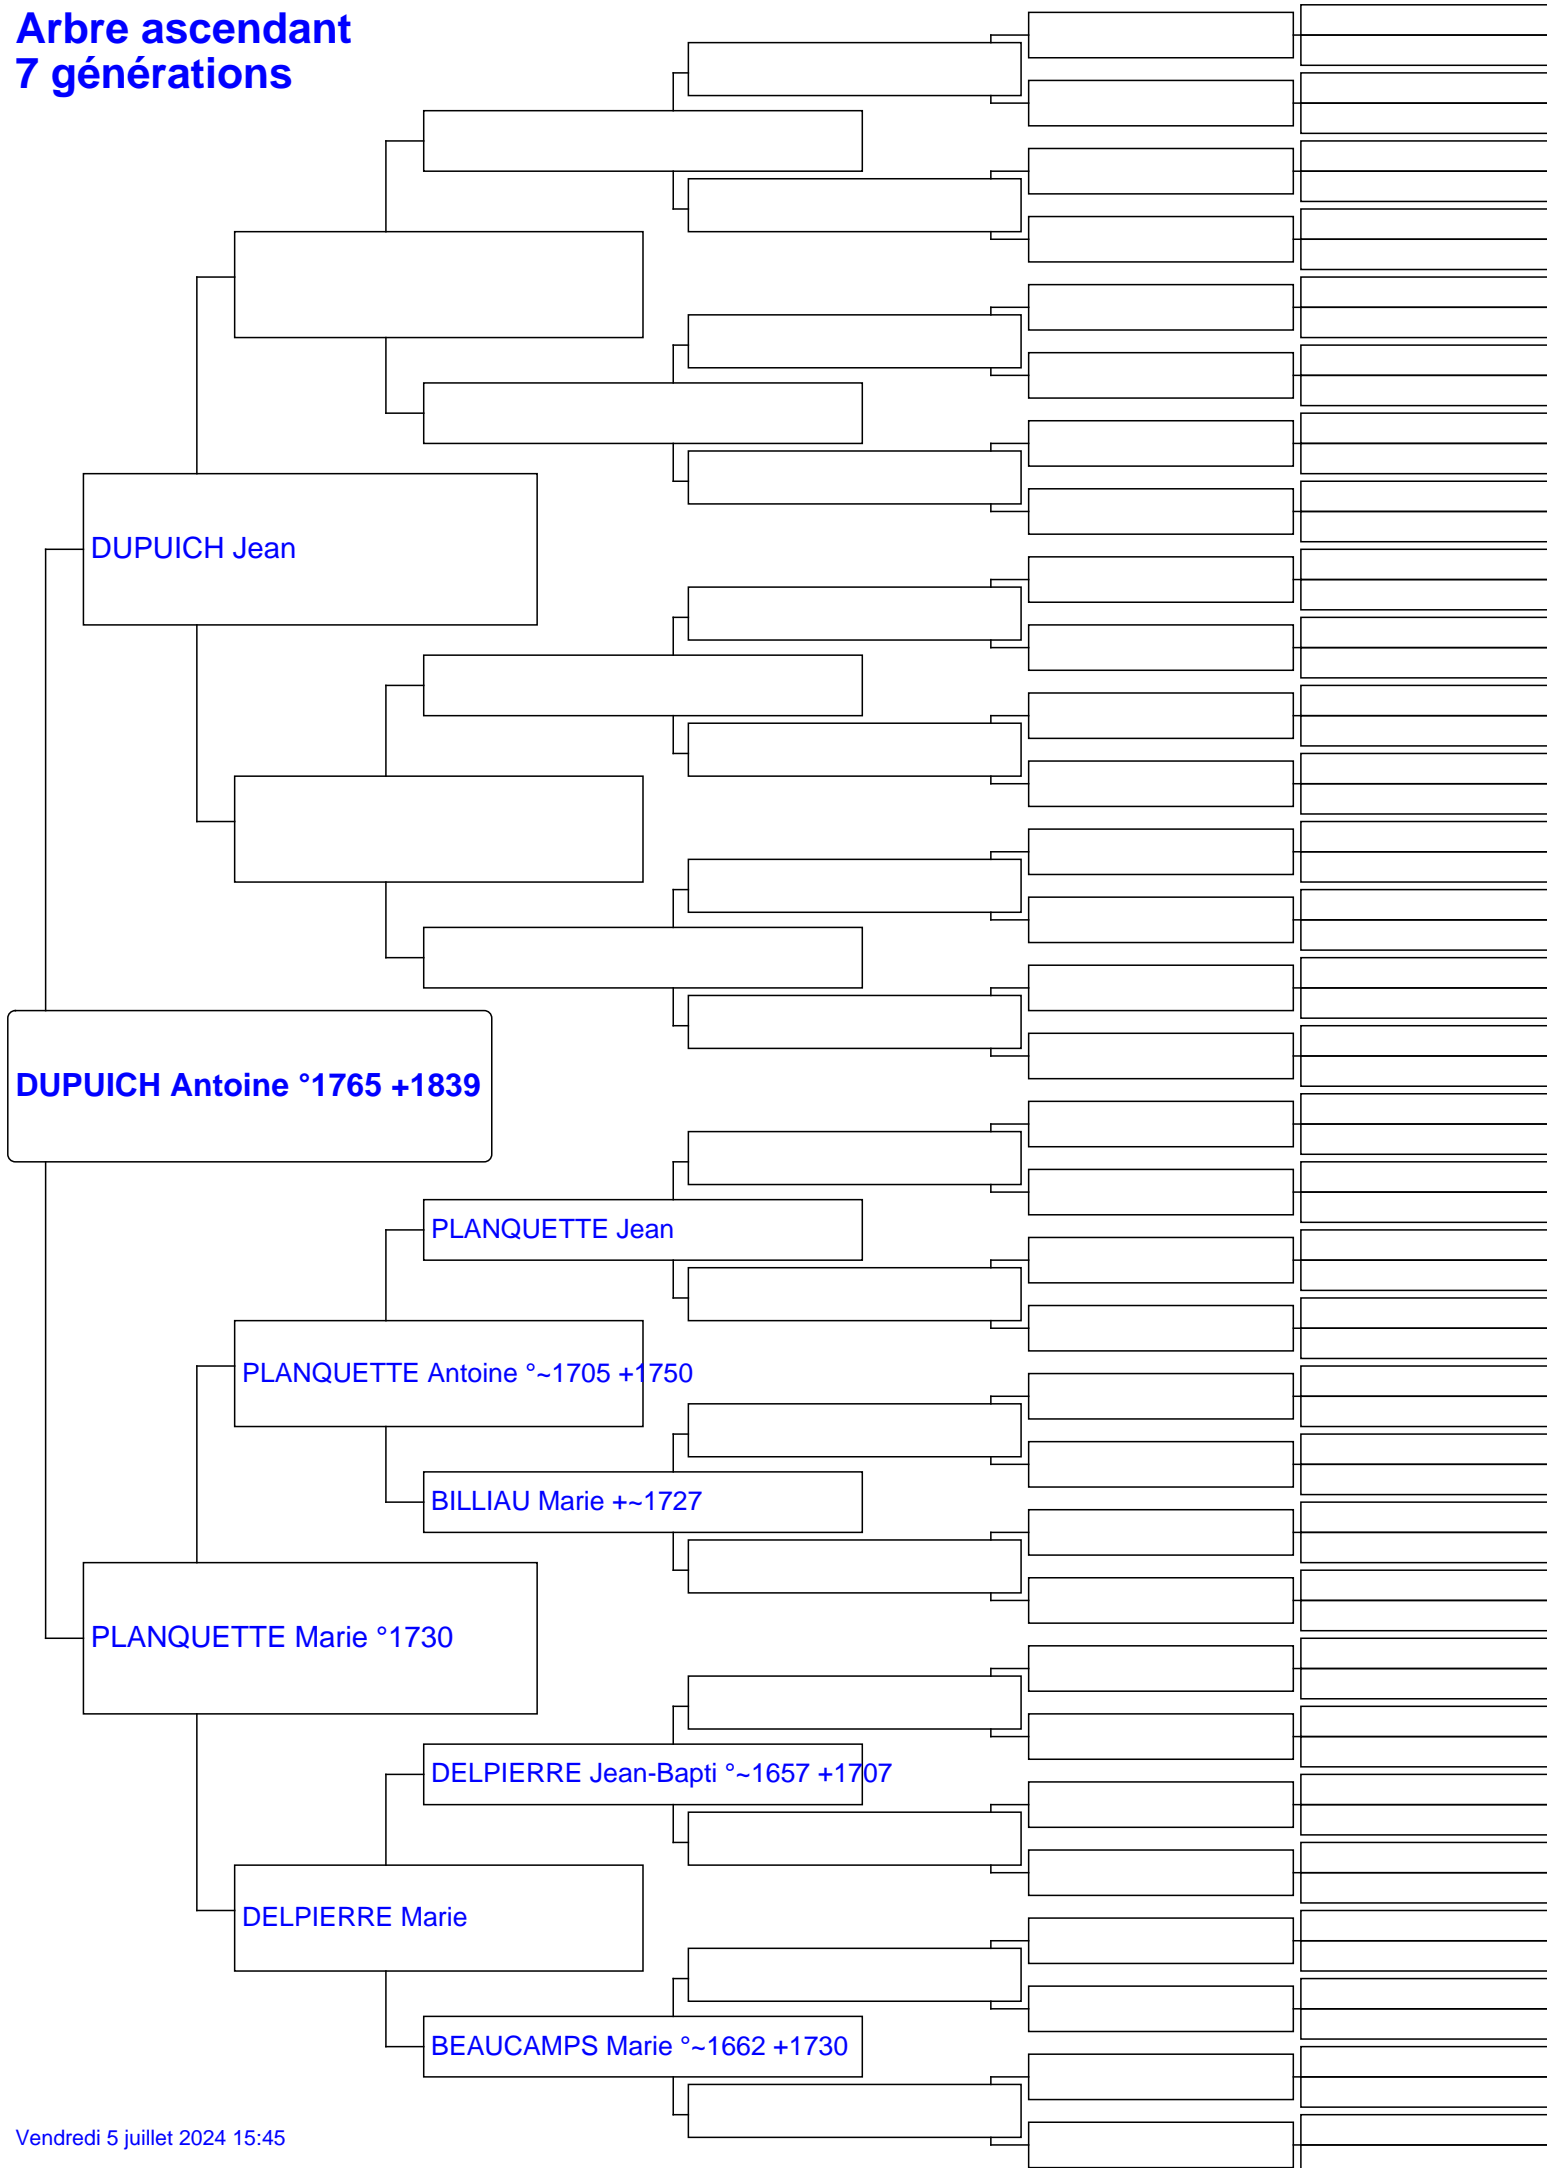 Arbre ascendant
7 générations
DUPUICH Jean
DUPUICH Antoine °1765 +1839
PLANQUETTE Jean
PLANQUETTE Antoine °~1705 +1750
BILLIAU Marie +~1727
PLANQUETTE Marie °1730
DELPIERRE Jean-Bapti °~1657 +1707
DELPIERRE Marie
BEAUCAMPS Marie °~1662 +1730
Vendredi 5 juillet 2024 15:45